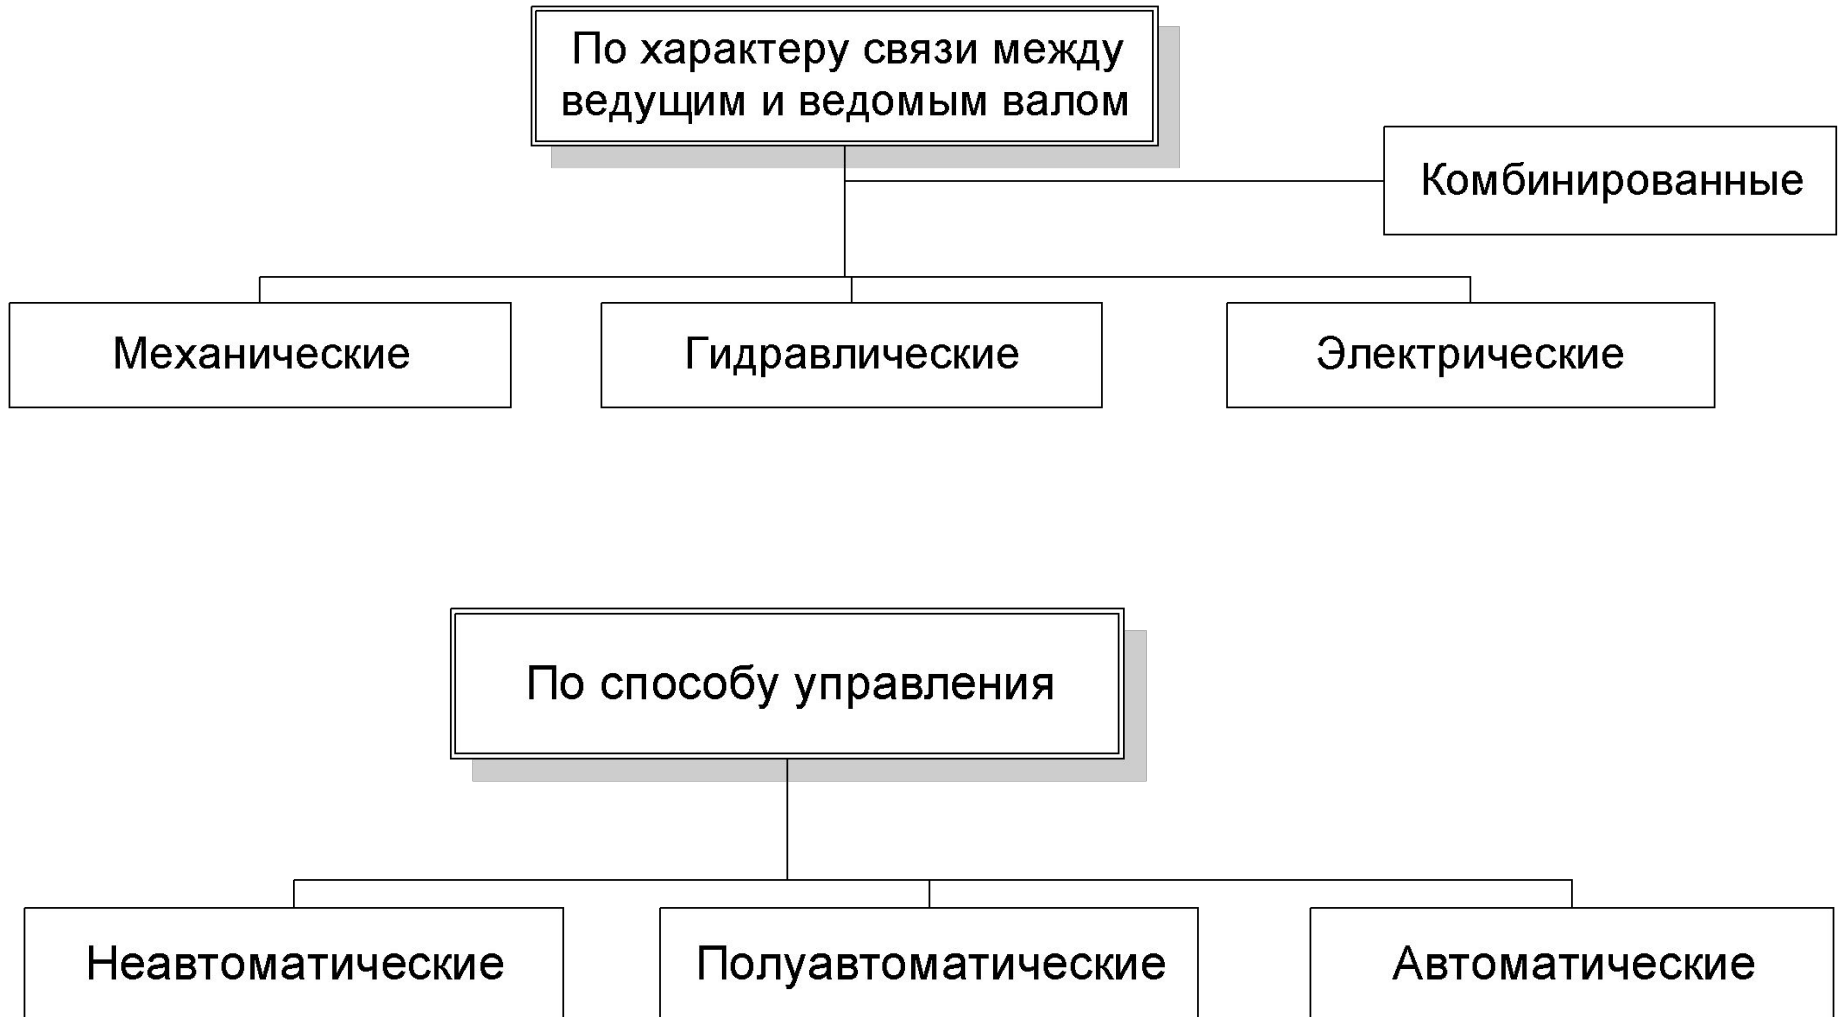 По характеру связи между
ведущим и ведомым валом
Комбинированные
Механические
Гидравлические
Электрические
По способу управления
Неавтоматические
Полуавтоматические
Автоматические